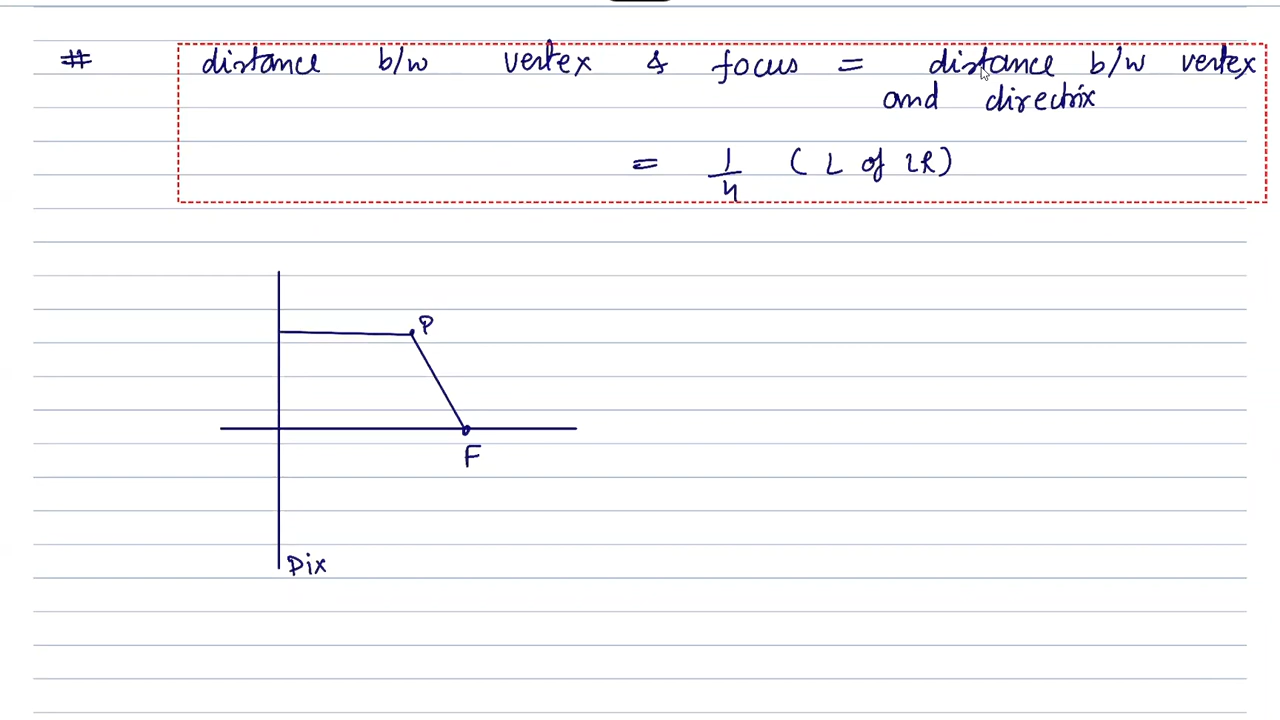 # distance b/w vertex & focus = distance b/w vertex
and directrix
= 1/4 ( L of LR)
P
F
Dix